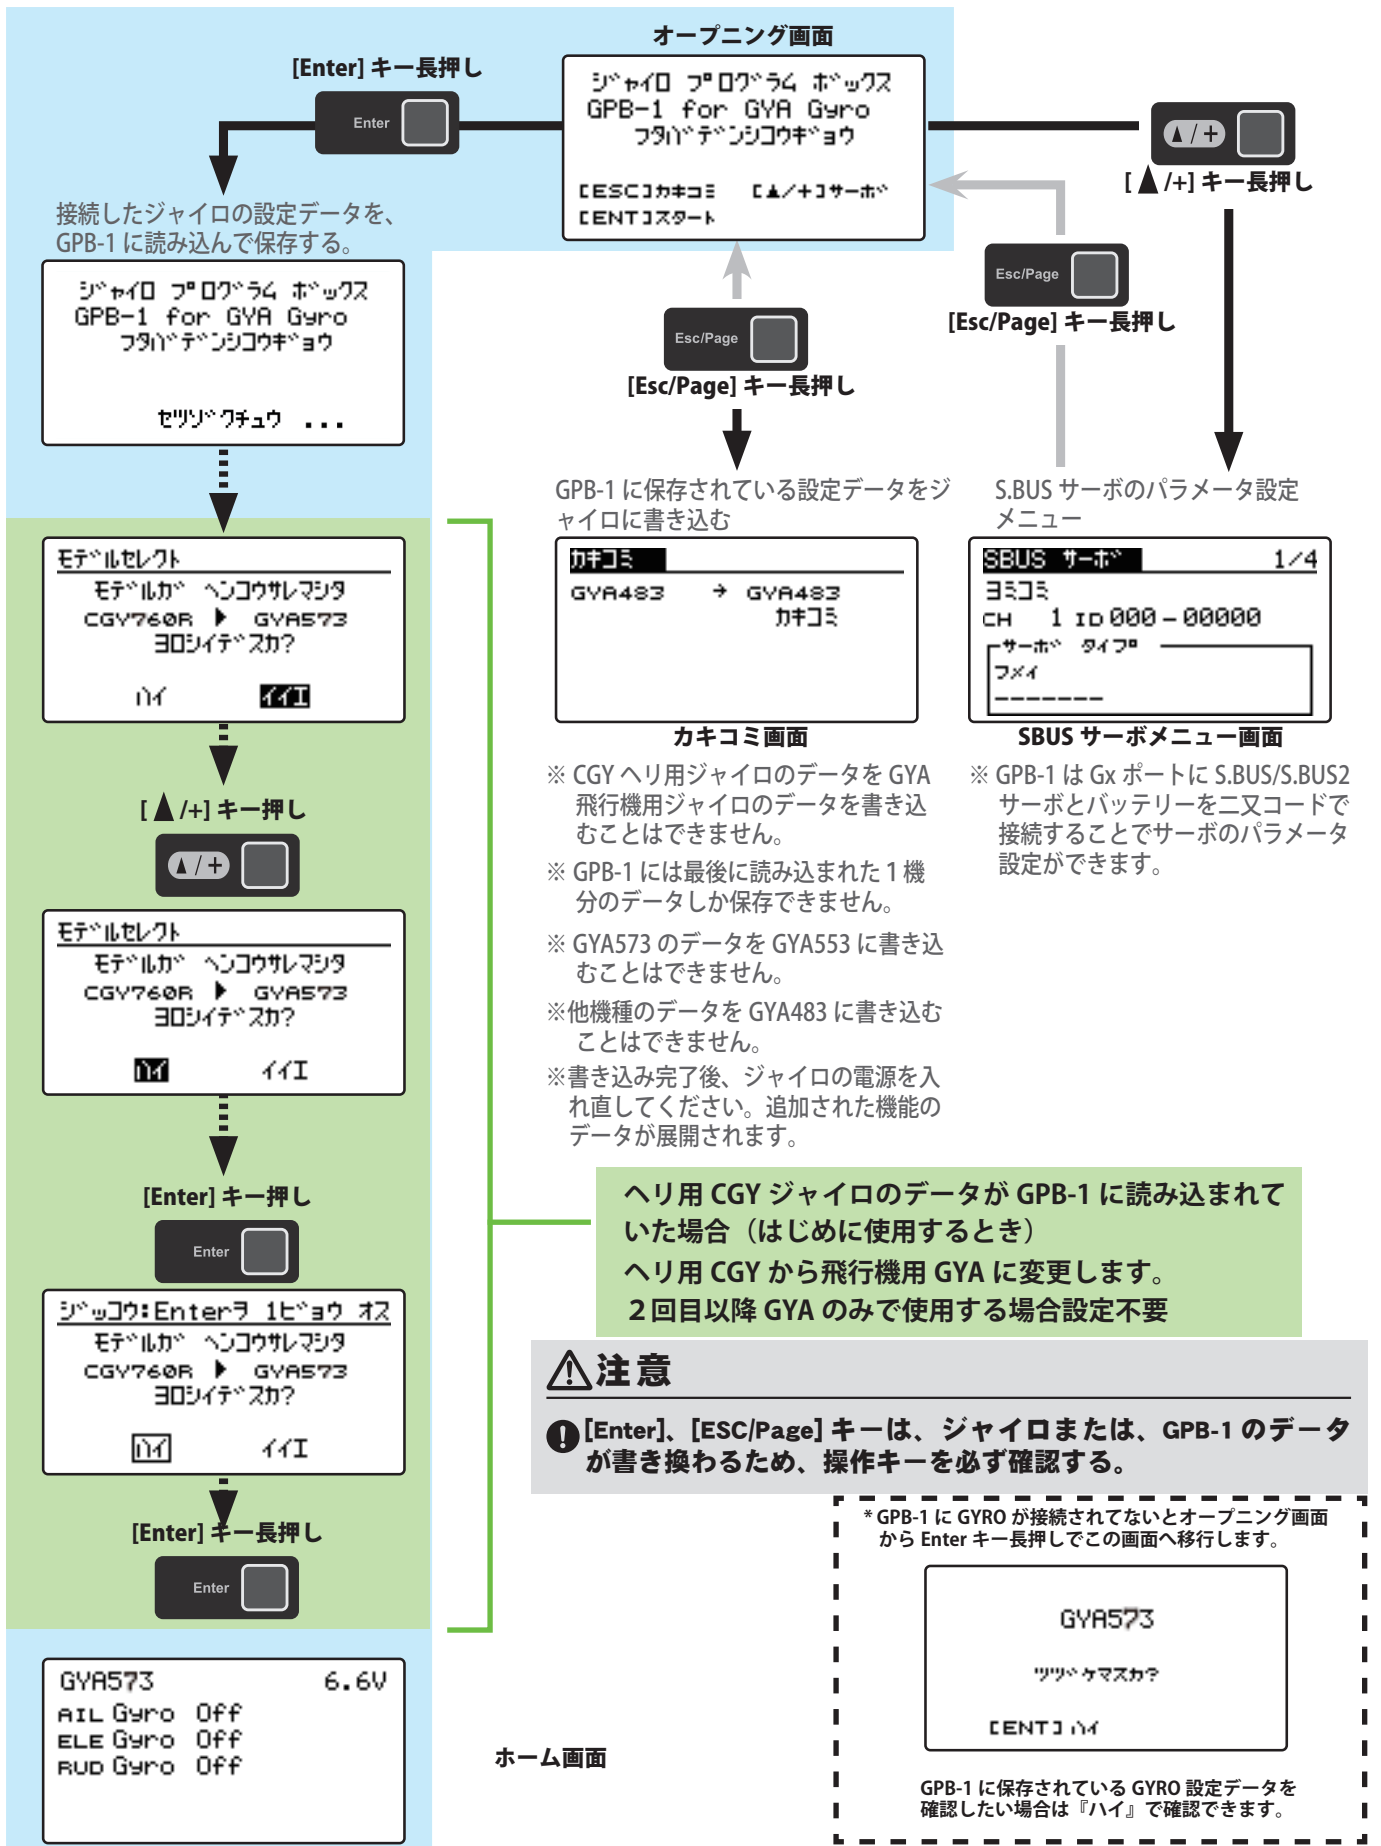 オープニング画面
[Enter] キー長押し
Enter
ジャイロ プログラム ボックス
GPB-1 for GYA Gyro
フタバデンシコウギョウ
[ESC]カキコミ [▲/+]サーボ
[ENT]スタート
▲/+
[ ▲ /+] キー長押し
接続したジャイロの設定データを、
GPB-1 に読み込んで保存する。
ジャイロ プログラム ボックス
GPB-1 for GYA Gyro
フタバデンシコウギョウ
セツゾクチュウ ...
Esc/Page
[Esc/Page] キー長押し
Esc/Page
[Esc/Page] キー長押し
GPB-1 に保存されている設定データをジ
ャイロに書き込む
カキコミ
GYA483 → GYA483
カキコミ
カキコミ画面
※ CGY ヘリ用ジャイロのデータを GYA
飛行機用ジャイロのデータを書き込
むことはできません。
※ GPB-1 には最後に読み込まれた 1 機
分のデータしか保存できません。
※ GYA573 のデータを GYA553 に書き込
むことはできません。
※他機種のデータを GYA483 に書き込む
ことはできません。
※書き込み完了後、ジャイロの電源を入
れ直してください。追加された機能の
データが展開されます。
S.BUS サーボのパラメータ設定
メニュー
SBUS サーボ 1/4
ヨミコミ
CH 1 ID 000 – 00000
サーボ タイプ
フメイ
-------
SBUS サーボメニュー画面
※ GPB-1 は Gx ポートに S.BUS/S.BUS2
サーボとバッテリーを二又コードで
接続することでサーボのパラメータ
設定ができます。
モデルセレクト
モデルガ ヘンコウサレマシタ
CGY760R ▶ GYA573
ヨロシイデスカ?
ハイ イイエ
[ ▲ /+] キー押し
▲/+
モデルセレクト
モデルガ ヘンコウサレマシタ
CGY760R ▶ GYA573
ヨロシイデスカ?
ハイ イイエ
[Enter] キー押し
Enter
ジッコウ:Enterヲ 1ビョウ オス
モデルガ ヘンコウサレマシタ
CGY760R ▶ GYA573
ヨロシイデスカ?
ハイ イイエ
[Enter] キー長押し
Enter
ヘリ用 CGY ジャイロのデータが GPB-1 に読み込まれて
いた場合（はじめに使用するとき）
ヘリ用 CGY から飛行機用 GYA に変更します。
２回目以降 GYA のみで使用する場合設定不要
注意
[Enter]、[ESC/Page] キーは、ジャイロまたは、GPB-1 のデータ
が書き換わるため、操作キーを必ず確認する。
GYA573 6.6V
AIL Gyro Off
ELE Gyro Off
RUD Gyro Off
ホーム画面
* GPB-1 に GYRO が接続されてないとオープニング画面
から Enter キー長押しでこの画面へ移行します。
GYA573
ツヅケマスカ?
[ENT] ハイ
GPB-1 に保存されている GYRO 設定データを
確認したい場合は『ハイ』で確認できます。